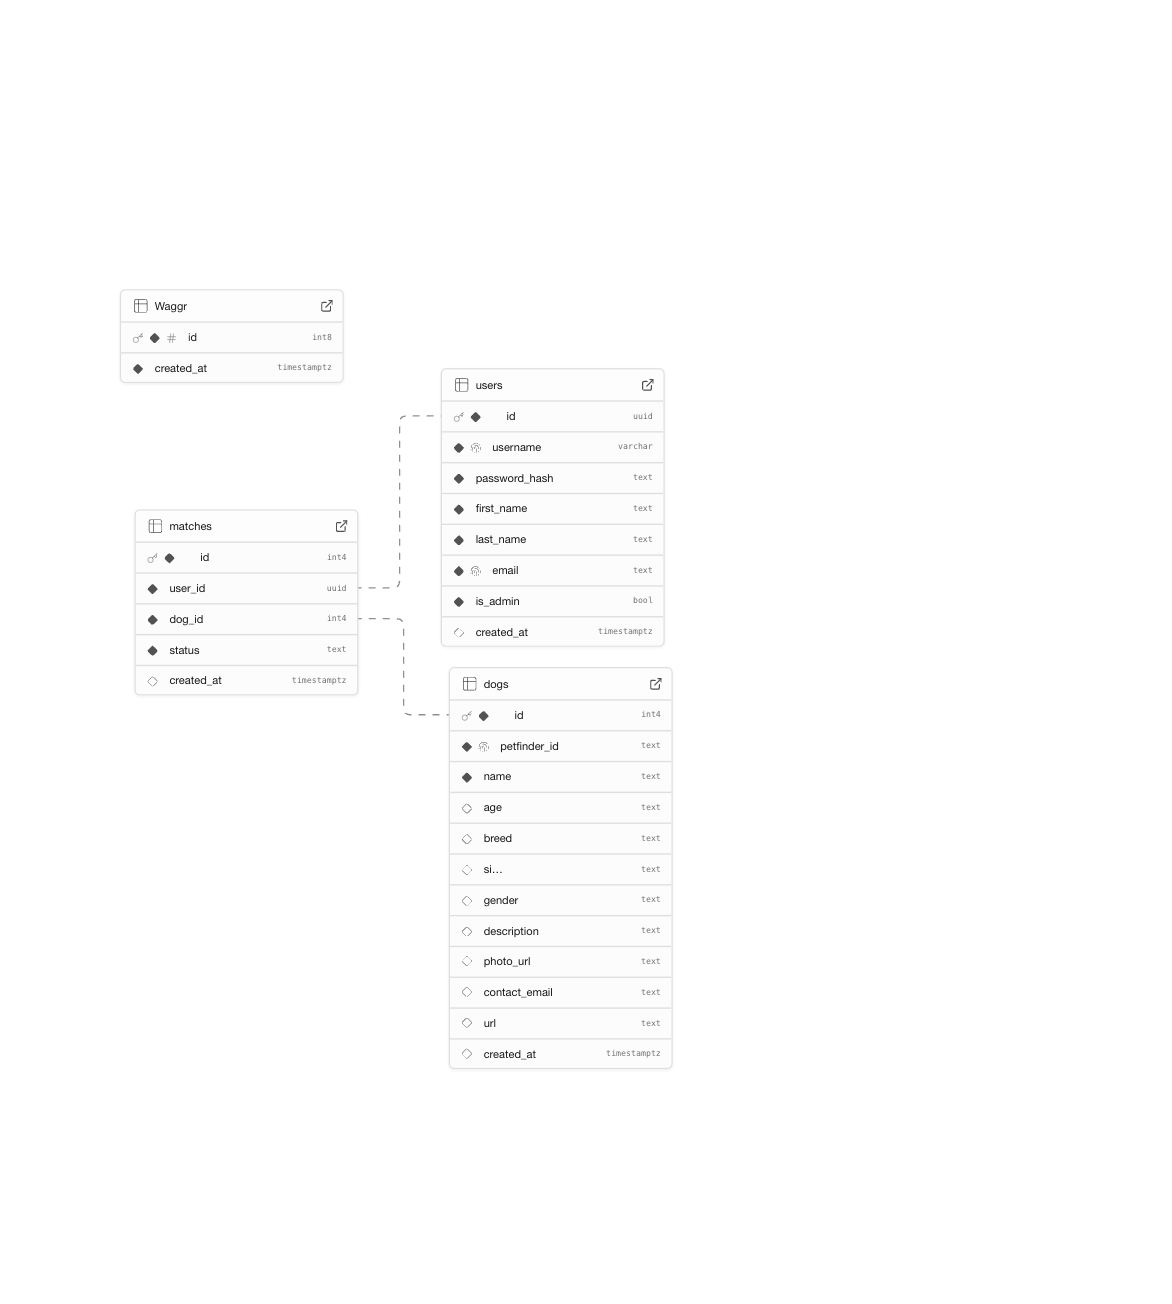 Waggr
# id int8
created_at timestamptz
users
id uuid
username varchar
password_hash text
first_name text
last_name text
email text
is_admin bool
created_at timestamptz
matches
id int4
user_id uuid
dog_id int4
status text
created_at timestamptz
dogs
id int4
petfinder_id text
name text
age text
breed text
si... text
gender text
description text
photo_url text
contact_email text
url text
created_at timestamptz